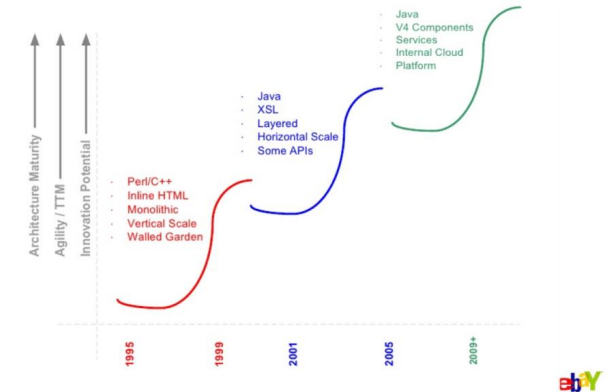 Java
V4 Components
Services
Internal Cloud
Platform
Java
XSL
Layered
Horizontal Scale
Some APIs
Perl/C++
Inline HTML
Monolithic
Vertical Scale
Walled Garden
Architecture Maturity
Agility / TTM
Innovation Potential
1995
1999
2001
2005
2009+
ebaY